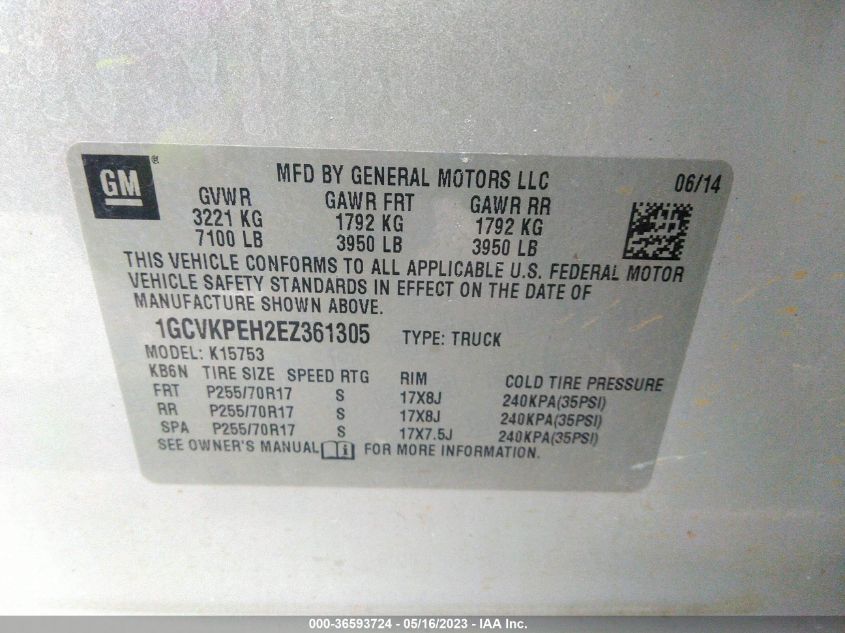 GM® MFD BY GENERAL MOTORS LLC 06/14
GVWR GAWR FRT GAWR RR
3221 KG 1792 KG 1792 KG
7100 LB 3950 LB 3950 LB
THIS VEHICLE CONFORMS TO ALL APPLICABLE U.S. FEDERAL MOTOR
VEHICLE SAFETY STANDARDS IN EFFECT ON THE DATE OF
MANUFACTURE SHOWN ABOVE.
1GCVKPEH2EZ361305 TYPE: TRUCK
MODEL: K15753
KB6N TIRE SIZE SPEED RTG RIM COLD TIRE PRESSURE
FRT P255/70R17 S 17X8J 240KPA(35PSI)
RR P255/70R17 S 17X8J 240KPA(35PSI)
SPA P255/70R17 S 17X7.5J 240KPA(35PSI)
SEE OWNER'S MANUAL FOR MORE INFORMATION.
000-36593724 - 05/16/2023 - IAA Inc.